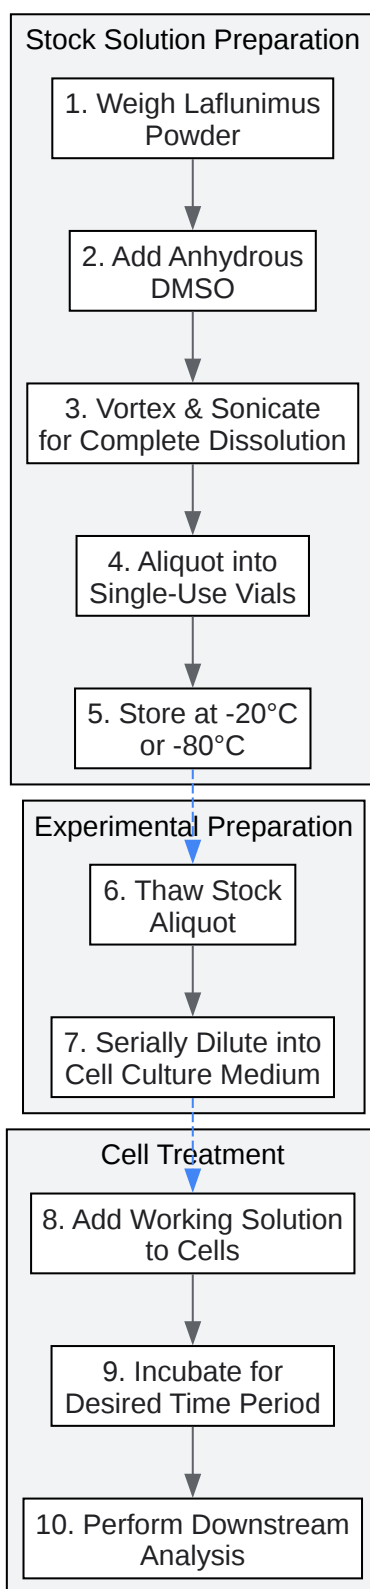 Stock Solution Preparation
1. Weigh Laflunimus
Powder
2. Add Anhydrous
DMSO
3. Vortex & Sonicate
for Complete Dissolution
4. Aliquot into
Single-Use Vials
5. Store at -20°C
or -80°C
Experimental Preparation
6. Thaw Stock
Aliquot
7. Serially Dilute into
Cell Culture Medium
Cell Treatment
8. Add Working Solution
to Cells
9. Incubate for
Desired Time Period
10. Perform Downstream
Analysis